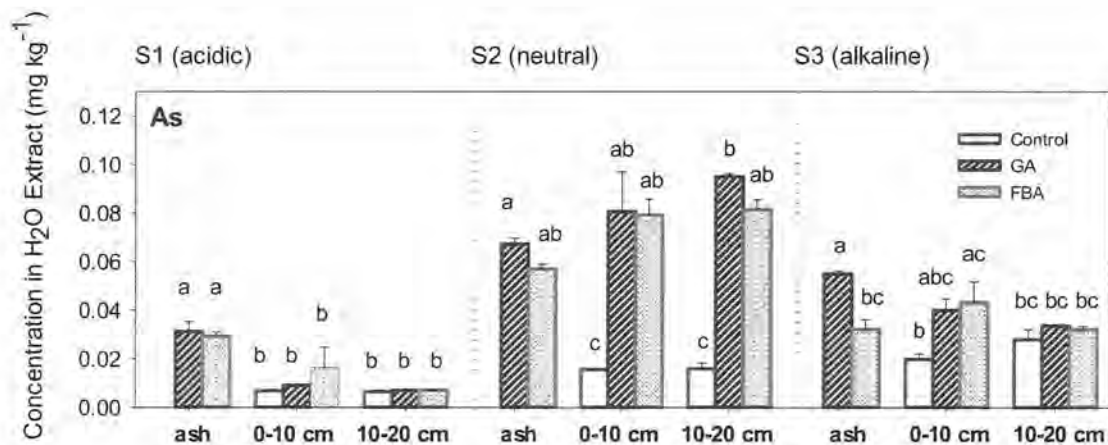 S1 (acidic) S2 (neutral) S3 (alkaline)
Concentration in H2O Extract (mg kg-1)
As
0.12
0.10
0.08
0.06
0.04
0.02
0.00
Control
GA
FBA
a a
b b b
b b b
a ab
c ab ab
c b ab
a bc
b abc ac
bc bc bc
ash 0-10 cm 10-20 cm ash 0-10 cm 10-20 cm ash 0-10 cm 10-20 cm